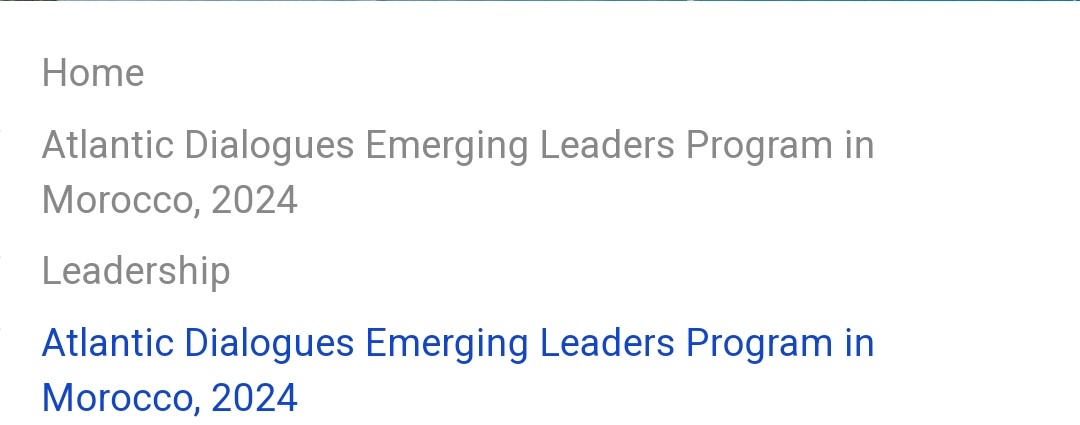 Home
Atlantic Dialogues Emerging Leaders Program in
Morocco, 2024
Leadership
Atlantic Dialogues Emerging Leaders Program in
Morocco, 2024